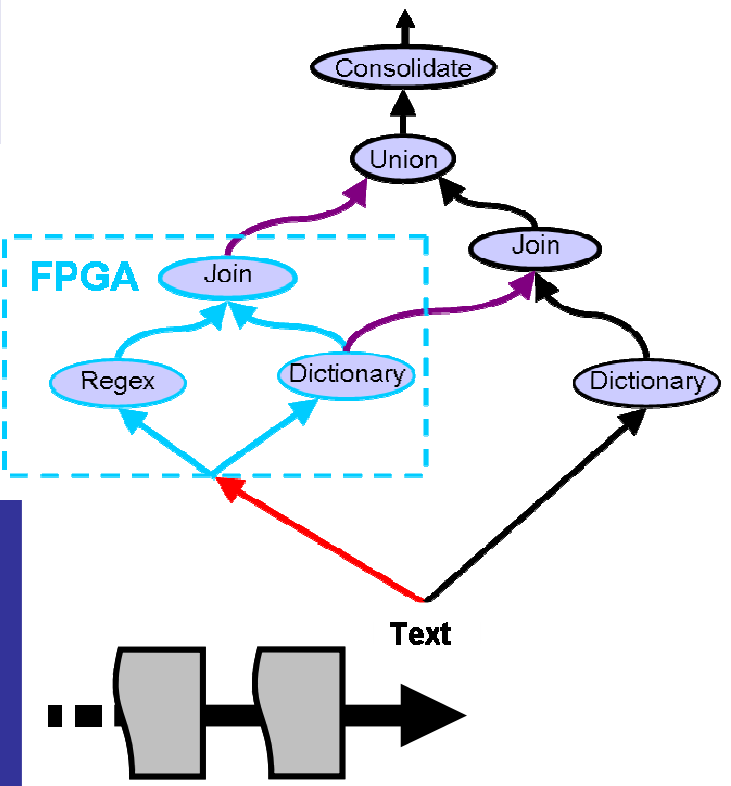 Consolidate
Union
Join
FPGA
Join
Regex
Dictionary
Dictionary
Text